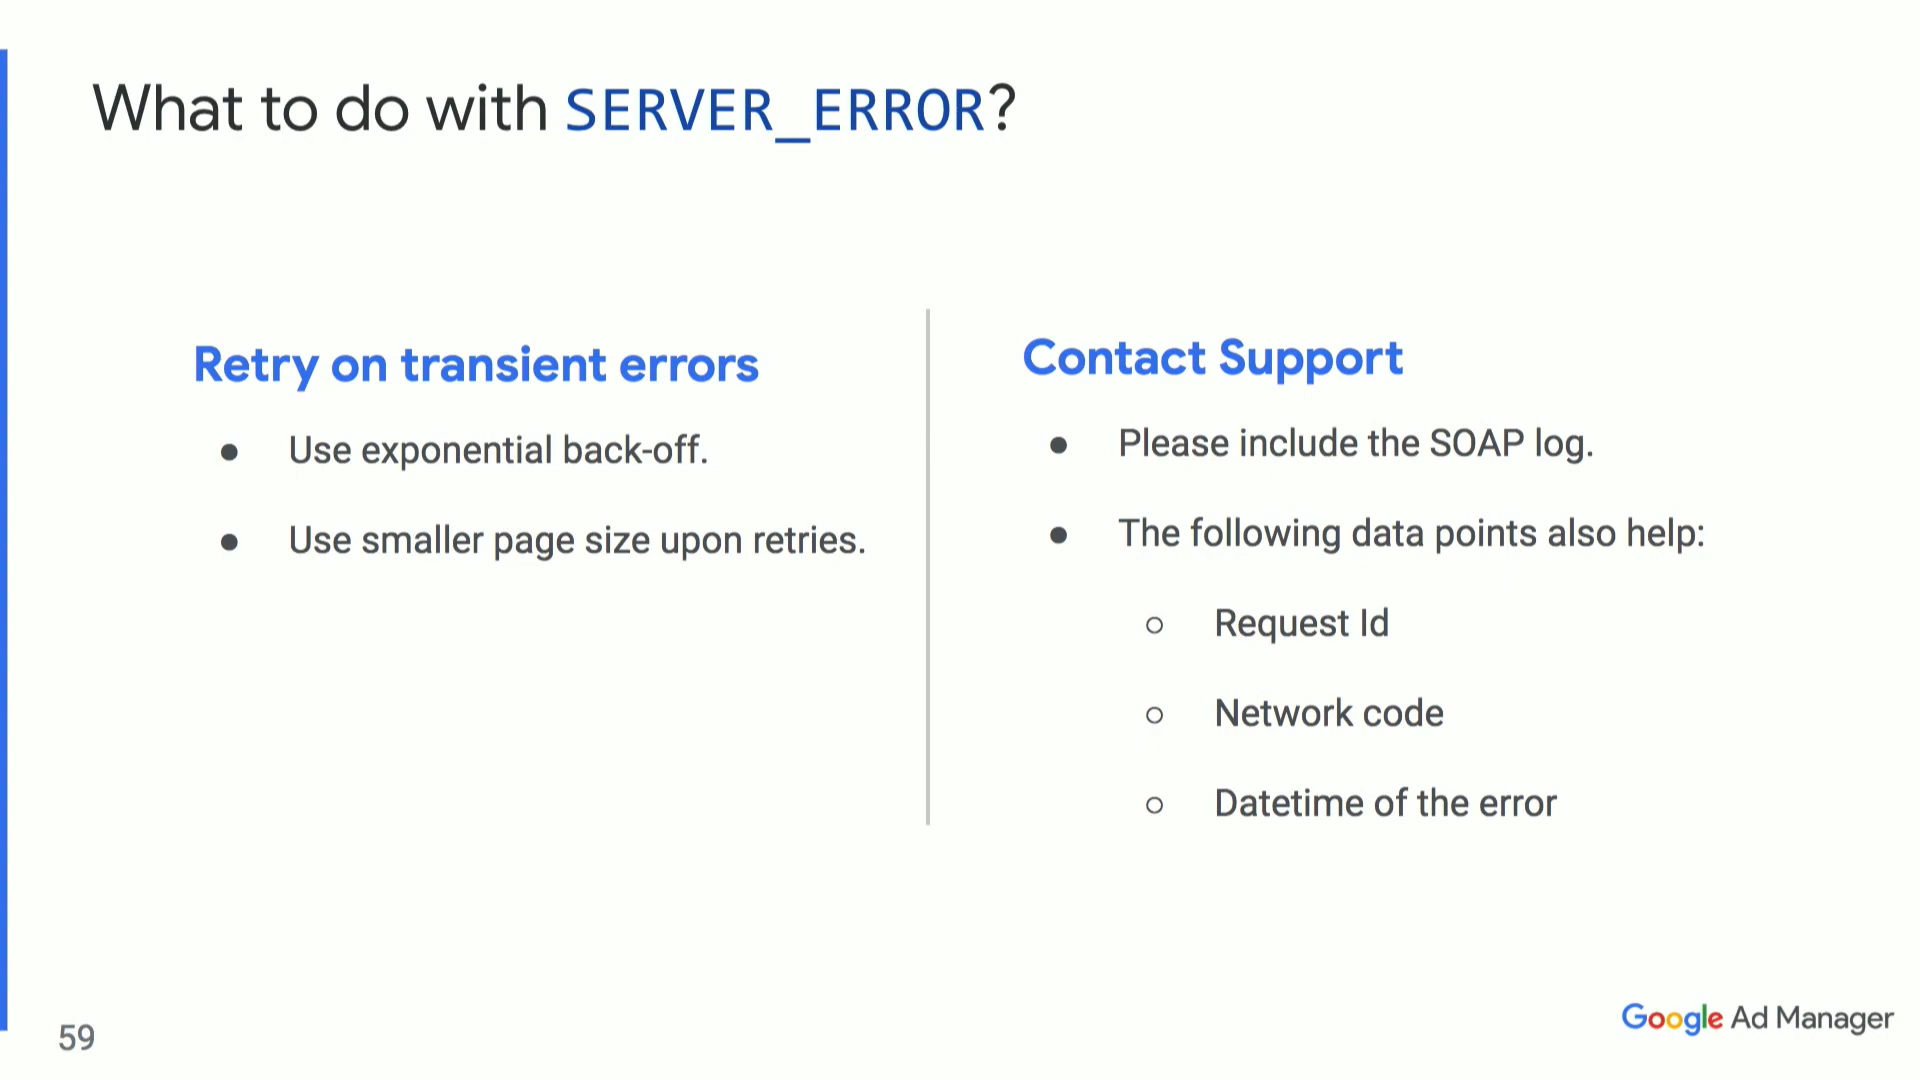 What to do with SERVER_ERROR?
Retry on transient errors
● Use exponential back-off.
● Use smaller page size upon retries.
Contact Support
● Please include the SOAP log.
● The following data points also help:
○ Request Id
○ Network code
○ Datetime of the error
59
Google Ad Manager